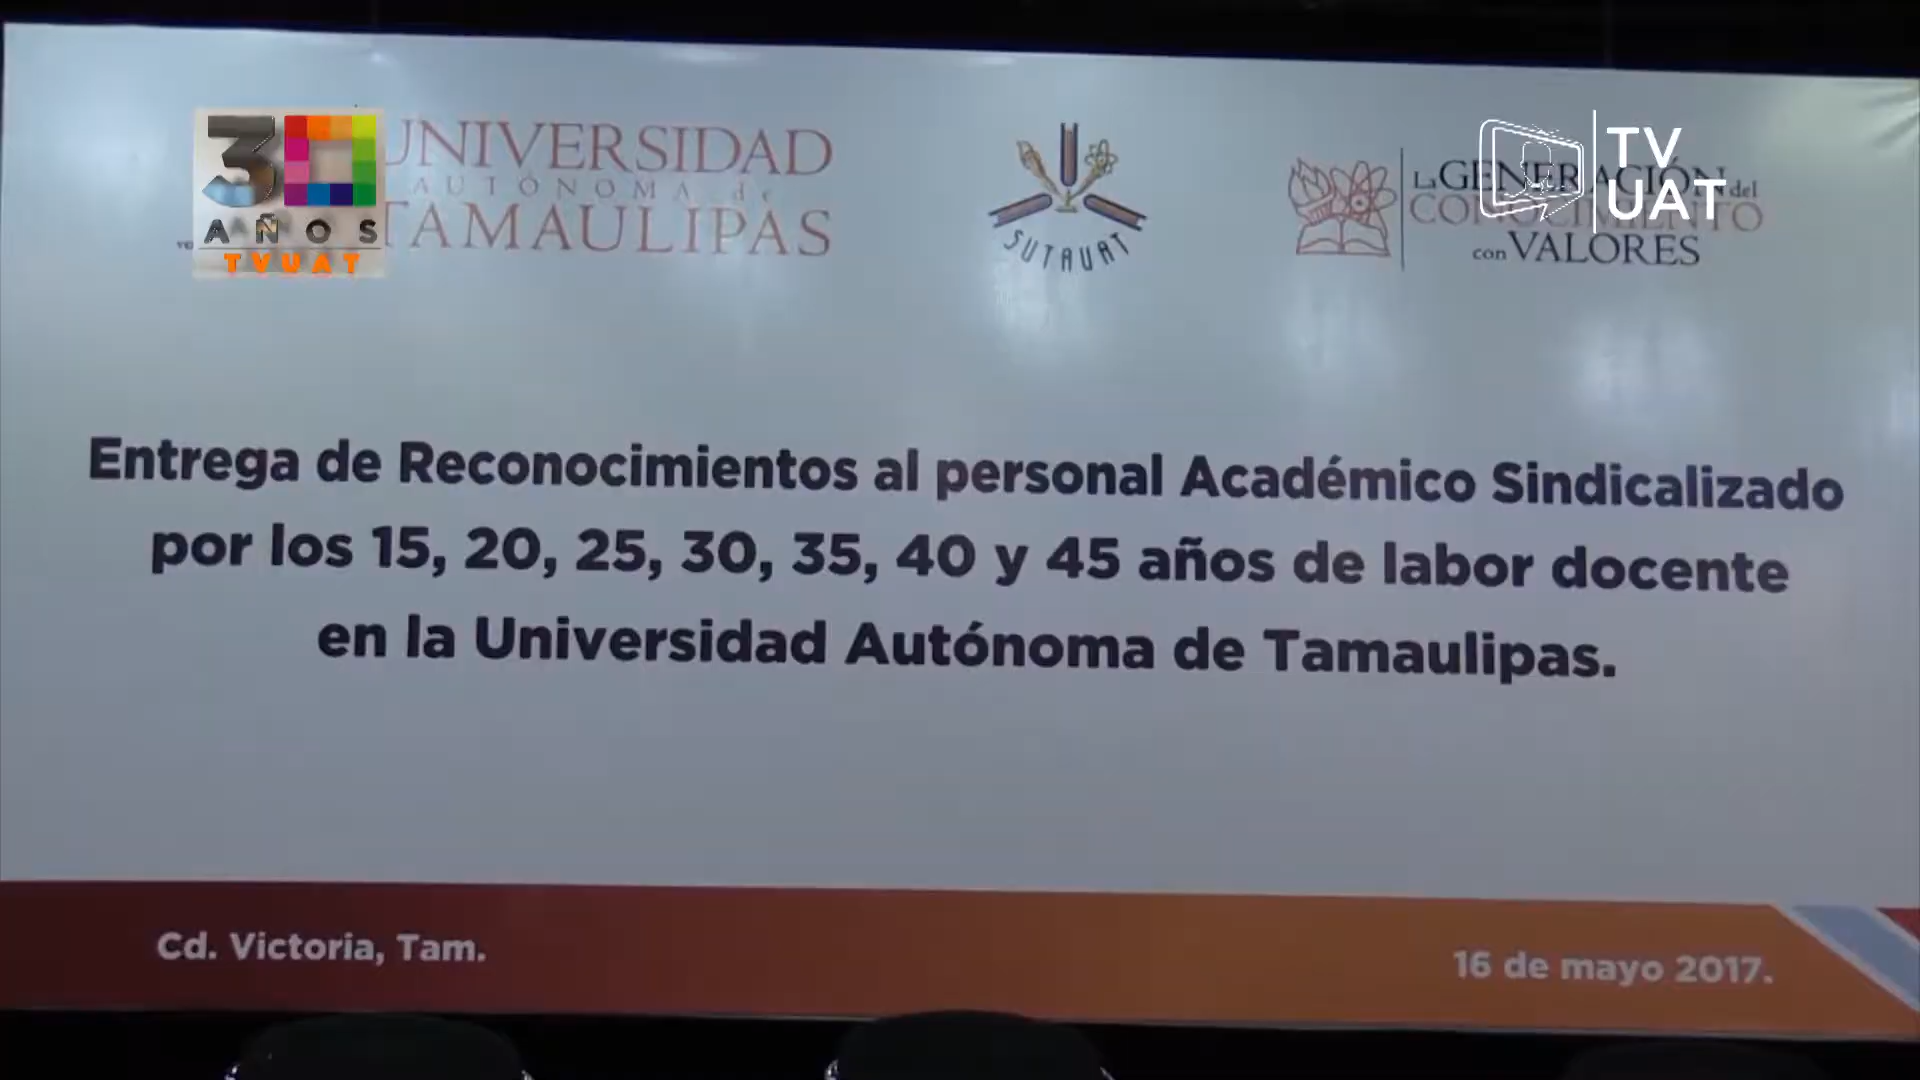 30
AÑOS
TVUAT
UNIVERSIDAD
AUTÓNOMA de
TAMAULIPAS
SUTAUAT
La GENERACIÓN del
CONOCIMIENTO
con VALORES
TV
UAT
Entrega de Reconocimientos al personal Académico Sindicalizado
por los 15, 20, 25, 30, 35, 40 y 45 años de labor docente
en la Universidad Autónoma de Tamaulipas.
Cd. Victoria, Tam.
16 de mayo 2017.